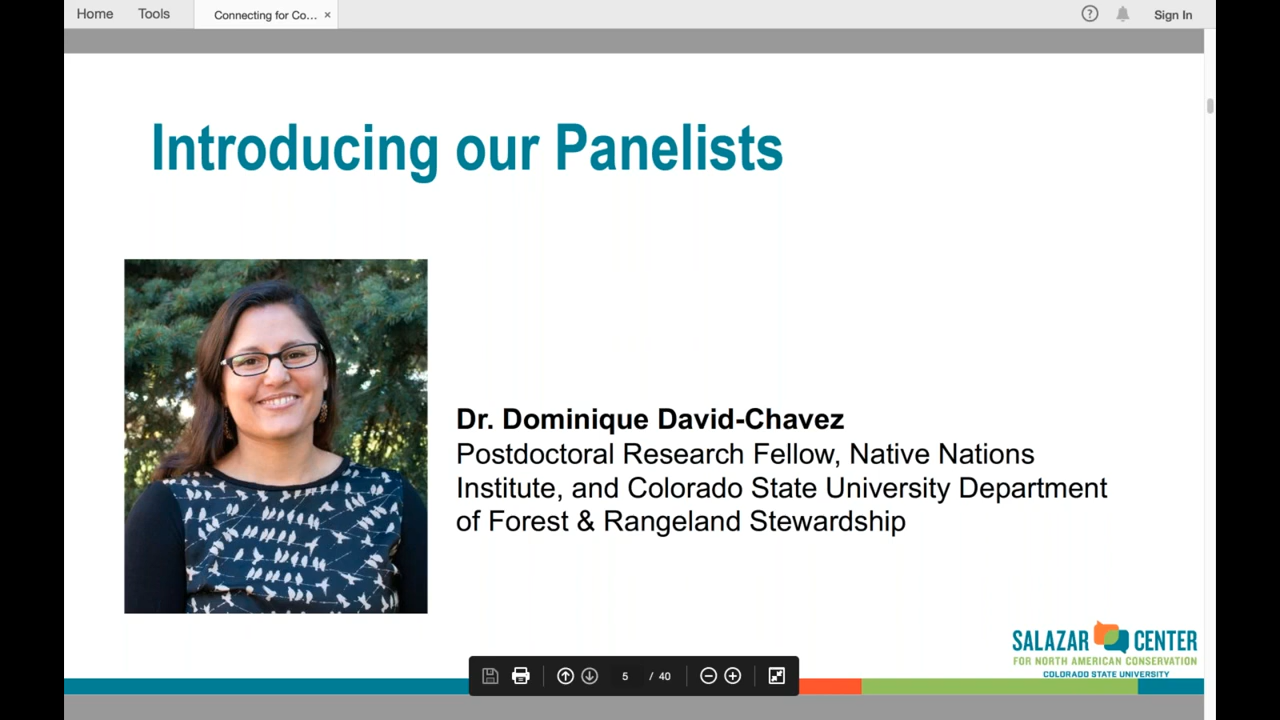 Home Tools Connecting for Co... × ? Sign In
Introducing our Panelists
Dr. Dominique David-Chavez
Postdoctoral Research Fellow, Native Nations
Institute, and Colorado State University Department
of Forest & Rangeland Stewardship
SALAZAR CENTER
FOR NORTH AMERICAN CONSERVATION
COLORADO STATE UNIVERSITY
5 / 40